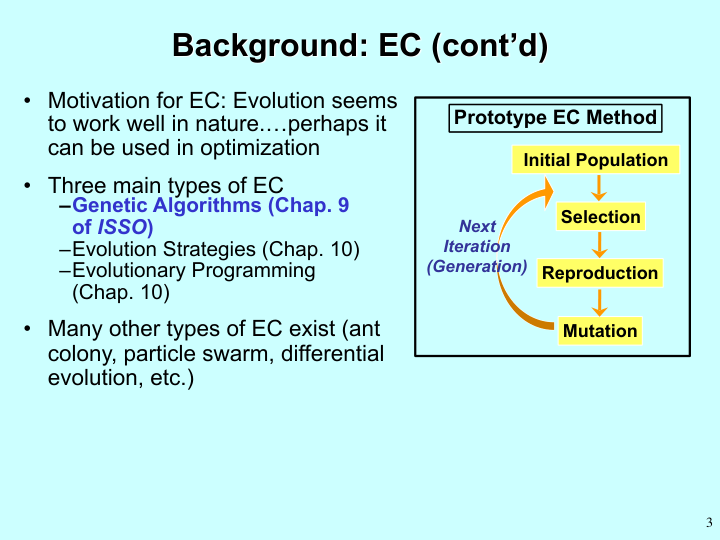 Background: EC (cont’d)
• Motivation for EC: Evolution seems
to work well in nature.…perhaps it
can be used in optimization
• Three main types of EC
–Genetic Algorithms (Chap. 9
of ISSO)
–Evolution Strategies (Chap. 10)
–Evolutionary Programming
(Chap. 10)
• Many other types of EC exist (ant
colony, particle swarm, differential
evolution, etc.)
Prototype EC Method
Initial Population
Selection
Next
Iteration
(Generation)
Reproduction
Mutation
3